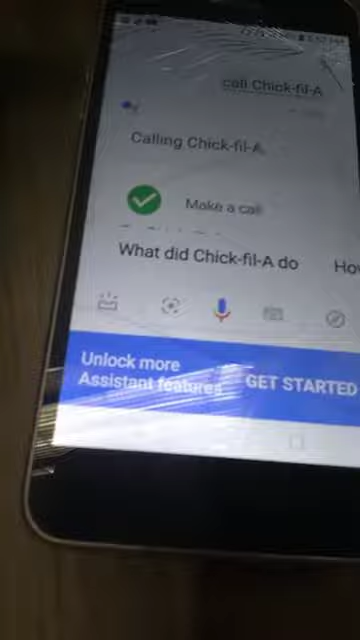 call Chick-fil-A
Calling Chick-fil-A.
Make a call
What did Chick-fil-A do
Unlock more
Assistant features
GET STARTED